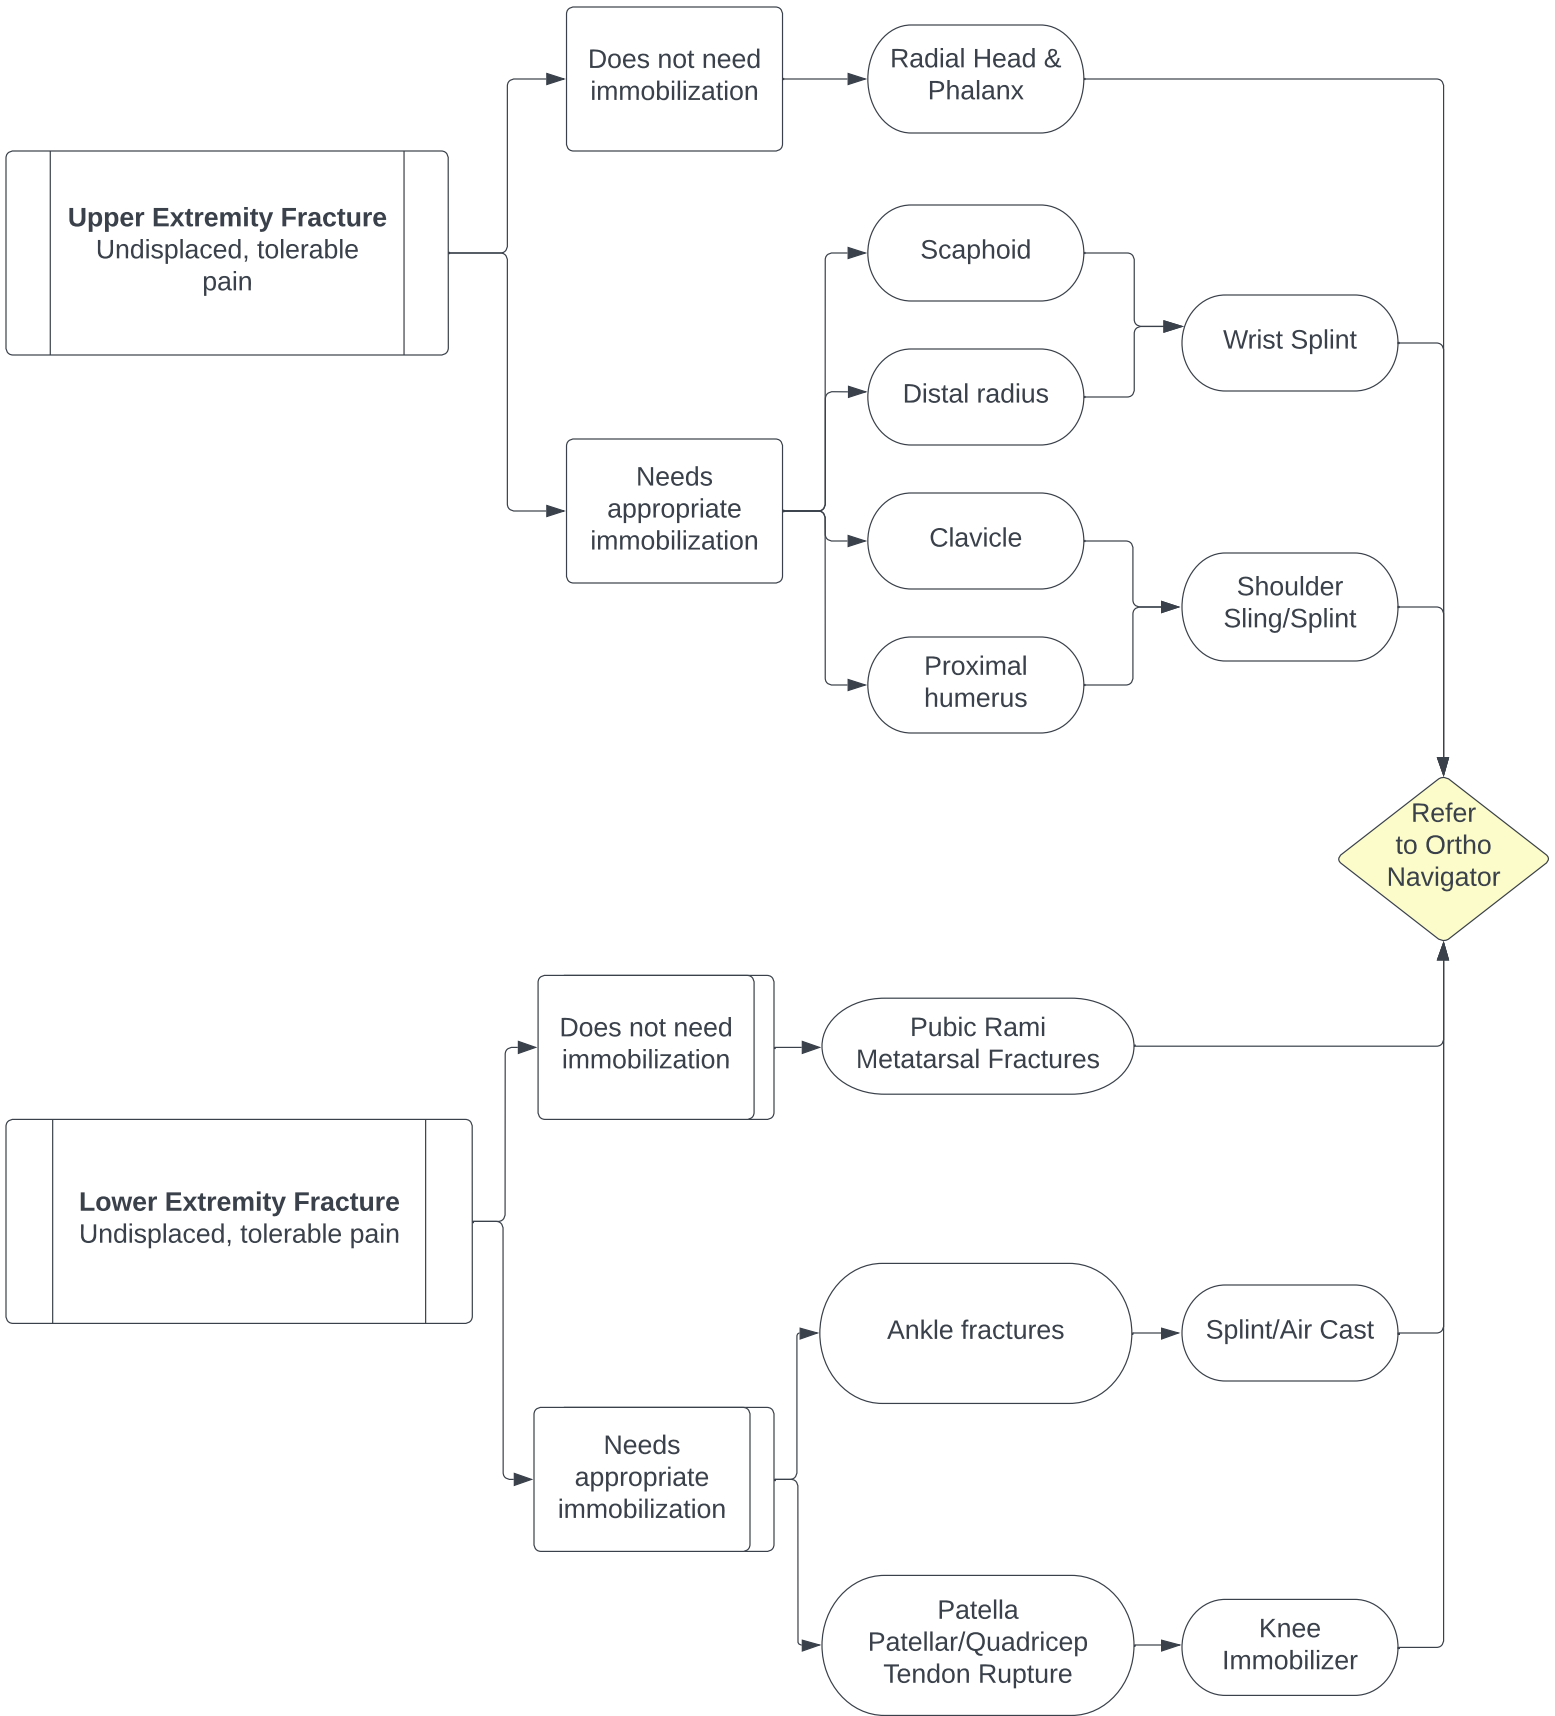 Does not need
immobilization
Radial Head &
Phalanx
Upper Extremity Fracture
Undisplaced, tolerable
pain
Scaphoid
Distal radius
Wrist Splint
Needs
appropriate
immobilization
Clavicle
Proximal
humerus
Shoulder
Sling/Splint
Refer
to Ortho
Navigator
Does not need
immobilization
Pubic Rami
Metatarsal Fractures
Lower Extremity Fracture
Undisplaced, tolerable pain
Ankle fractures
Splint/Air Cast
Needs
appropriate
immobilization
Patella
Patellar/Quadricep
Tendon Rupture
Knee
Immobilizer